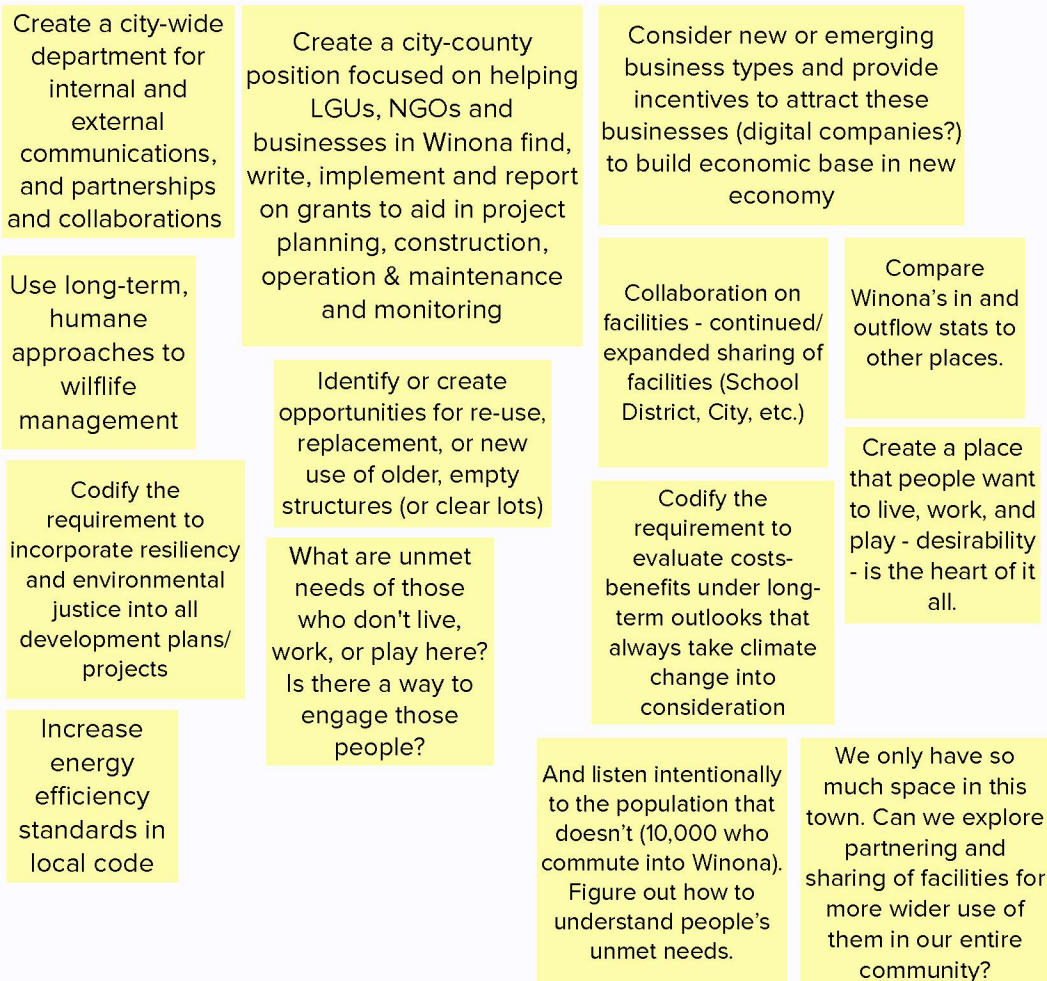 Create a city-wide
department for
internal and
external
communications,
and partnerships
and collaborations
Create a city-county
position focused on helping
LGUs, NGOs and
businesses in Winona find,
write, implement and report
on grants to aid in project
planning, construction,
operation & maintenance
and monitoring
Consider new or emerging
business types and provide
incentives to attract these
businesses (digital companies?)
to build economic base in new
economy
Use long-term,
humane
approaches to
wilflife
management
Identify or create
opportunities for re-use,
replacement, or new
use of older, empty
structures (or clear lots)
Collaboration on
facilities - continued/
expanded sharing of
facilities (School
District, City, etc.)
Compare
Winona's in and
outflow stats to
other places.
Codify the
requirement to
incorporate resiliency
and environmental
justice into all
development plans/
projects
What are unmet
needs of those
who don't live,
work, or play here?
Is there a way to
engage those
people?
Codify the
requirement to
evaluate costs-
benefits under long-
term outlooks that
always take climate
change into
consideration
Create a place
that people want
to live, work, and
play - desirability
- is the heart of it
all.
Increase
energy
efficiency
standards in
local code
And listen intentionally
to the population that
doesn't (10,000 who
commute into Winona).
Figure out how to
understand people's
unmet needs.
We only have so
much space in this
town. Can we explore
partnering and
sharing of facilities for
more wider use of
them in our entire
community?